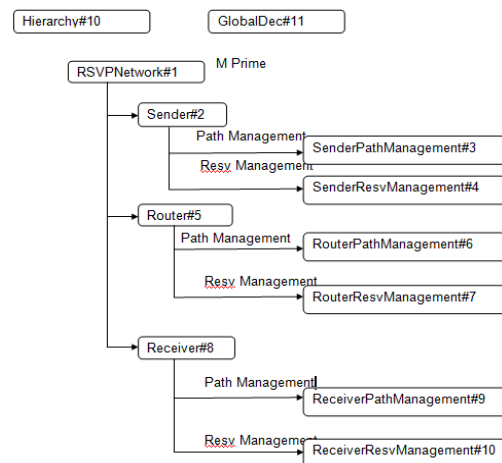 Hierarchy#10
GlobalDec#11
RSVPNetwork#1
M Prime
Sender#2
Path Management
SenderPathManagement#3
Resv Management
SenderResvManagement#4
Router#5
Path Management
RouterPathManagement#6
Resv Management
RouterResvManagement#7
Receiver#8
Path Management
ReceiverPathManagement#9
Resv Management
ReceiverResvManagement#10